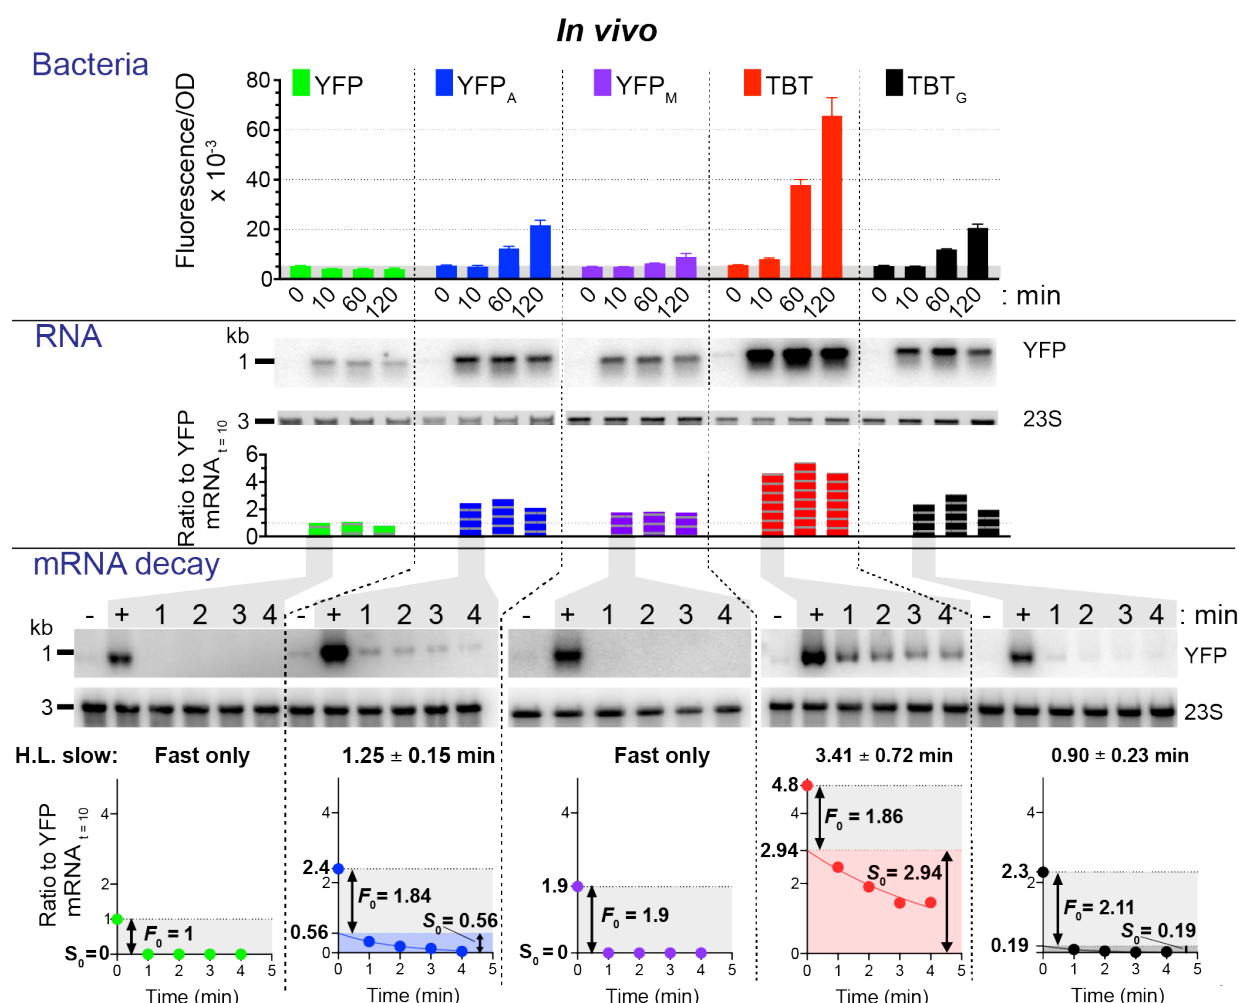 In vivo
Bacteria
YFP YFP_A YFP_M TBT TBT_G
Fluorescence/OD
x 10^-3
80
60
40
20
0
0 10 60 120 0 10 60 120 0 10 60 120 0 10 60 120 0 10 60 120 : min
RNA
kb
1 YFP
3 23S
Ratio to YFP
mRNA t = 10
6
4
2
0
mRNA decay
- + 1 2 3 4 - + 1 2 3 4 - + 1 2 3 4 - + 1 2 3 4 - + 1 2 3 4 : min
kb
1 YFP
3 23S
H.L. slow: Fast only 1.25 ± 0.15 min Fast only 3.41 ± 0.72 min 0.90 ± 0.23 min
Ratio to YFP
mRNA t = 10
4
2
1
S0 = 0
F0 = 1
0 1 2 3 4 5
Time (min)
4
2.4
2
0.56
0
F0 = 1.84
S0 = 0.56
0 1 2 3 4 5
Time (min)
4
1.9
S0 = 0
F0 = 1.9
0 1 2 3 4 5
Time (min)
4.8
4
2.94
2
0
F0 = 1.86
S0 = 2.94
0 1 2 3 4 5
Time (min)
4
2.3
2
0.19
0
F0 = 2.11
S0 = 0.19
0 1 2 3 4 5
Time (min)